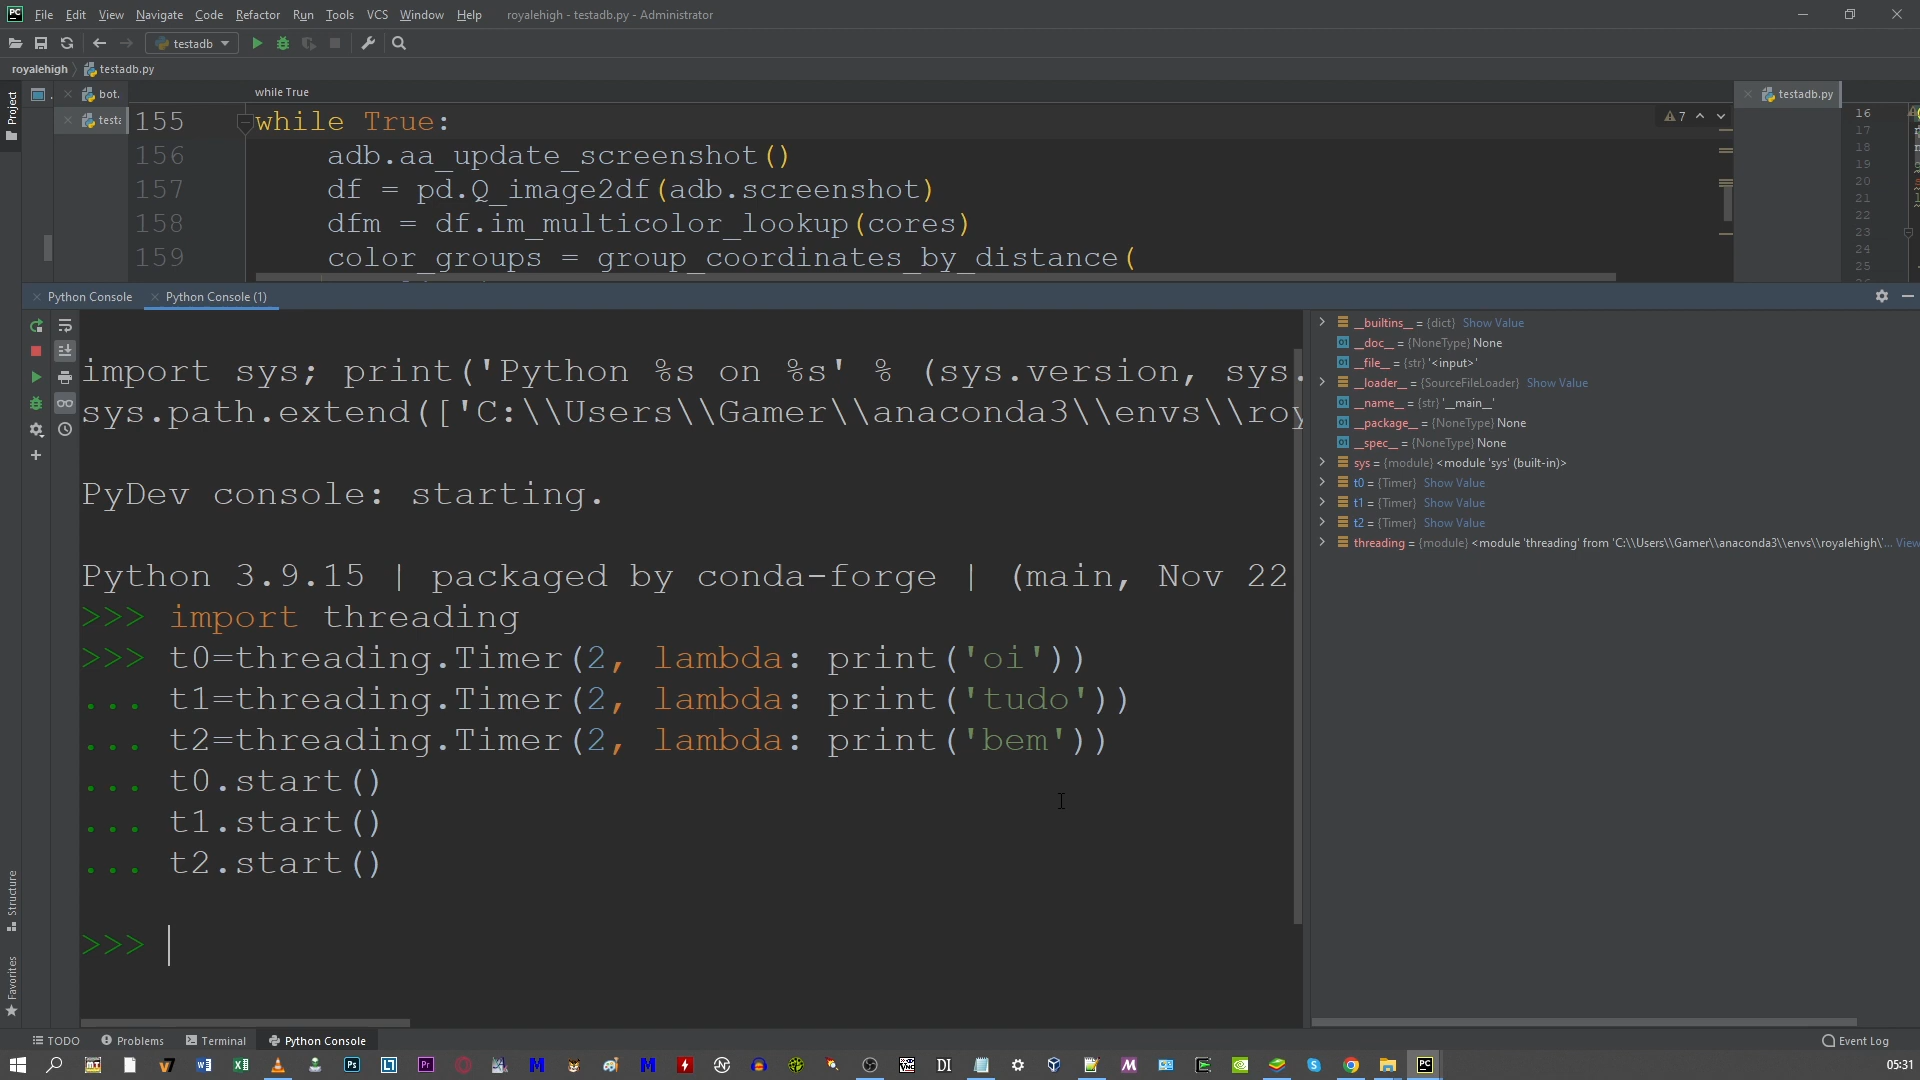 File Edit View Navigate Code Refactor Run Tools VCS Window Help royalehigh - testadb.py - Administrator
testadb
royalehigh testadb.py
Project
bot.
testa
while True
testadb.py
155 while True:
156 adb.aa_update_screenshot()
157 df = pd.Q_image2df(adb.screenshot)
158 dfm = df.im_multicolor_lookup(cores)
159 color_groups = group_coordinates_by_distance(
7
16
17
18
19
20
21
22
23
24
25
Python Console Python Console (1)
import sys; print('Python %s on %s' % (sys.version, sys.
sys.path.extend(['C:\\Users\\Gamer\\anaconda3\\envs\\roy
PyDev console: starting.
Python 3.9.15 | packaged by conda-forge | (main, Nov 22
>>> import threading
>>> t0=threading.Timer(2, lambda: print('oi'))
... t1=threading.Timer(2, lambda: print('tudo'))
... t2=threading.Timer(2, lambda: print('bem'))
... t0.start()
... t1.start()
... t2.start()
>>>
__builtins__ = {dict} Show Value
__doc__ = {NoneType} None
__file__ = {str} '<input>'
__loader__ = {SourceFileLoader} Show Value
__name__ = {str} '__main__'
__package__ = {NoneType} None
__spec__ = {NoneType} None
sys = {module} <module 'sys' (built-in)>
t0 = {Timer} Show Value
t1 = {Timer} Show Value
t2 = {Timer} Show Value
threading = {module} <module 'threading' from 'C:\\Users\\Gamer\\anaconda3\\envs\\royalehigh\\'... View
Structure
Favorites
TODO Problems Terminal Python Console Event Log
05:31